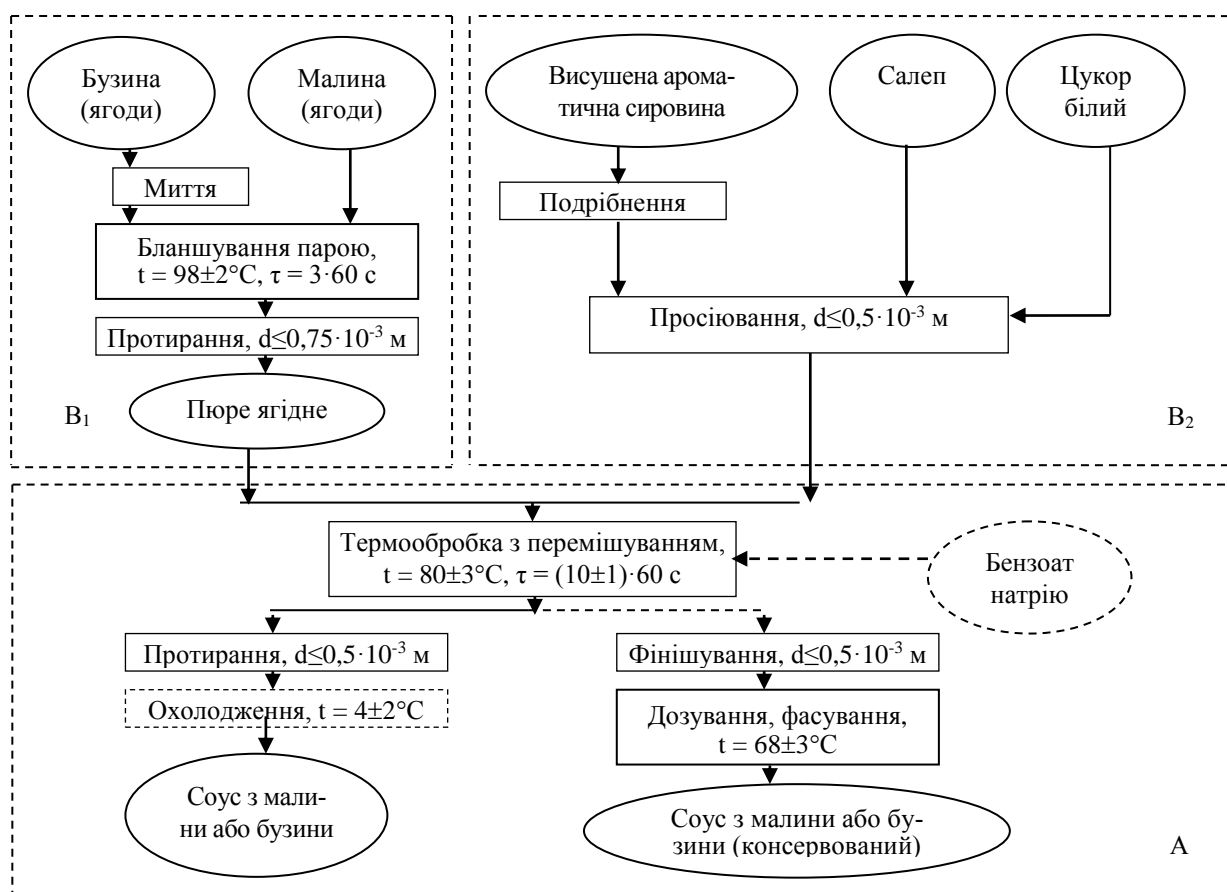 Бузина
(ягоди)
Малина
(ягоди)
Миття
Бланшування парою,
t = 98±2°C, τ = 3·60 с
Протирання, d≤0,75·10⁻³ м
Пюре ягідне
В₁
Висушена арома-
тична сировина
Салеп
Цукор
білий
Подрібнення
Просіювання, d≤0,5·10⁻³ м
В₂
Термообробка з перемішуванням,
t = 80±3°C, τ = (10±1)·60 с
Бензоат
натрію
Протирання, d≤0,5·10⁻³ м
Охолодження, t = 4±2°C
Соус з мали-
ни або бузини
Фінішування, d≤0,5·10⁻³ м
Дозування, фасування,
t = 68±3°C
Соус з малини або бу-
зини (консервований)
А